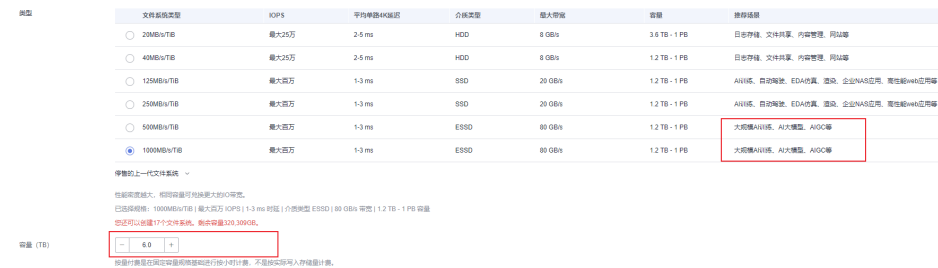 类型
文件系统类型 IOPS 平均单路4K延迟 介质类型 最大带宽 容量 推荐场景
20MB/s/TiB 最大25万 2-5 ms HDD 8 GB/s 3.6 TB - 1 PB 日志存储、文件共享、内容管理、网站等
40MB/s/TiB 最大25万 2-5 ms HDD 8 GB/s 1.2 TB - 1 PB 日志存储、文件共享、内容管理、网站等
125MB/s/TiB 最大百万 1-3 ms SSD 20 GB/s 1.2 TB - 1 PB AI训练、自动驾驶、EDA仿真、渲染、企业NAS应用、高性能web应用等
250MB/s/TiB 最大百万 1-3 ms SSD 20 GB/s 1.2 TB - 1 PB AI训练、自动驾驶、EDA仿真、渲染、企业NAS应用、高性能web应用等
500MB/s/TiB 最大百万 1-3 ms ESSD 80 GB/s 1.2 TB - 1 PB 大规模AI训练、AI大模型、AIGC等
1000MB/s/TiB 最大百万 1-3 ms ESSD 80 GB/s 1.2 TB - 1 PB 大规模AI训练、AI大模型、AIGC等
停售的上一代文件系统
性能密度越大，相同容量可兑换更大的IO带宽。
已选择规格：1000MB/s/TiB | 最大百万 IOPS | 1-3 ms 时延 | 介质类型 ESSD | 80 GB/s 带宽 | 1.2 TB - 1 PB 容量
您还可以创建17个文件系统。剩余容量320,309GB。
容量（TB） - 6.0 +
按量付费是在固定容量规格基础进行按小时计费，不是按实际写入存储量计费。